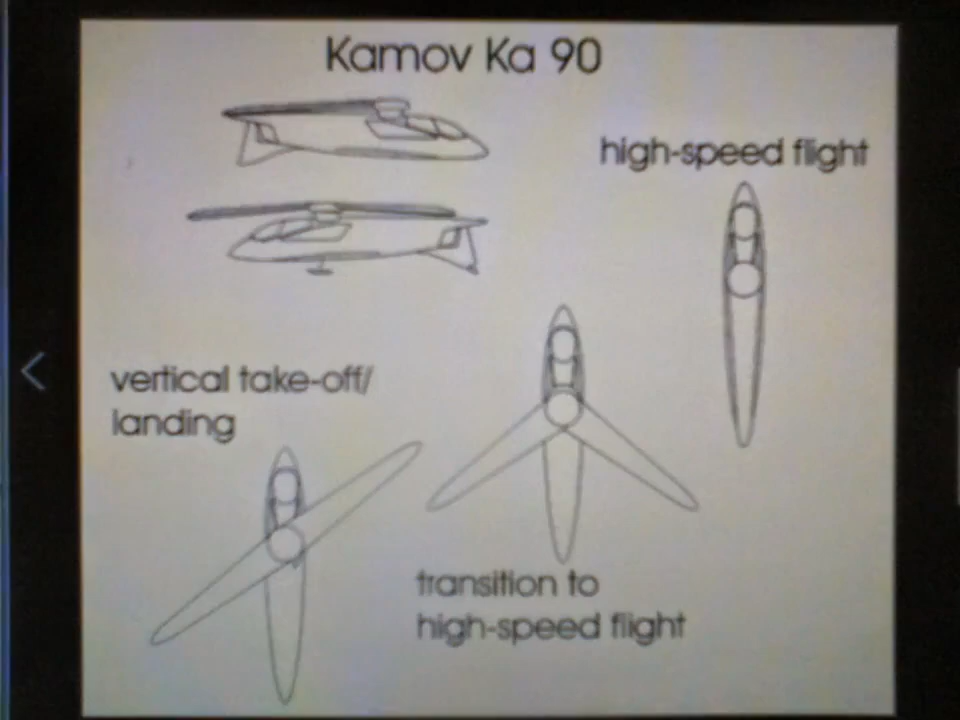 Kamov Ka 90
high-speed flight
vertical take-off/
landing
transition to
high-speed flight